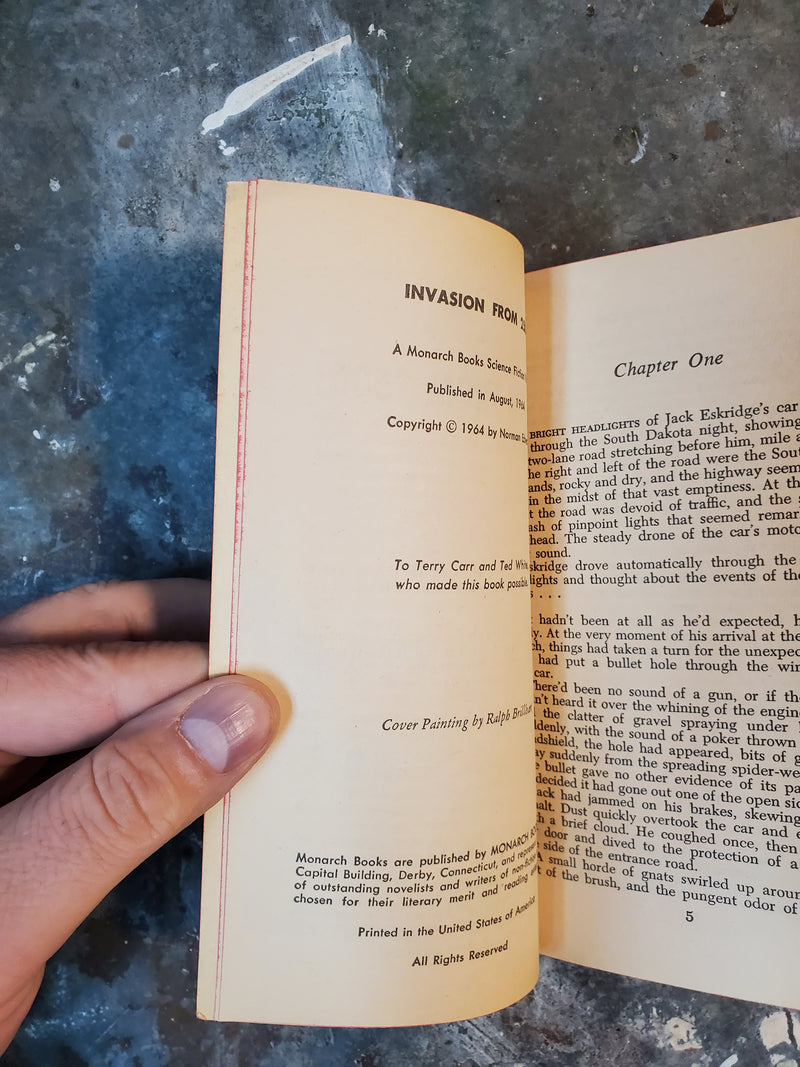 INVASION FROM
A Monarch Books Science
Published in August,
Copyright © 1964 by Norman
To Terry Carr and Ted
who made this book possible
Cover Painting by Ralph
Monarch Books are published by MONARCH
Capital Building, Derby, Connecticut, and
of outstanding novelists and writers of
chosen for their literary merit and reading
Printed in the United States of America
All Rights Reserved
Chapter One
BRIGHT HEADLIGHTS of Jack Eskridge's car
through the South Dakota night, showing
two-lane road stretching before him, mile
right and left of the road were the
rocky and dry, and the highway
in the midst of that vast emptiness. At
the road was devoid of traffic, and the
of pinpoint lights that seemed
The steady drone of the car's
sound.
drove automatically through the
lights and thought about the events of
. . .
hadn't been at all as he'd expected,
At the very moment of his arrival at
things had taken a turn for the
had put a bullet hole through the
car.
There'd been no sound of a gun, or if
heard it over the whining of the
the clatter of gravel spraying under
with the sound of a poker thrown
the hole had appeared, bits of
suddenly from the spreading
bullet gave no other evidence of its
decided it had gone out one of the open
Jack had jammed on his brakes, skewing
halt. Dust quickly overtook the car and
a brief cloud. He coughed once, then
door and dived to the protection of a
side of the entrance road.
A small horde of gnats swirled up
of the brush, and the pungent odor of
5